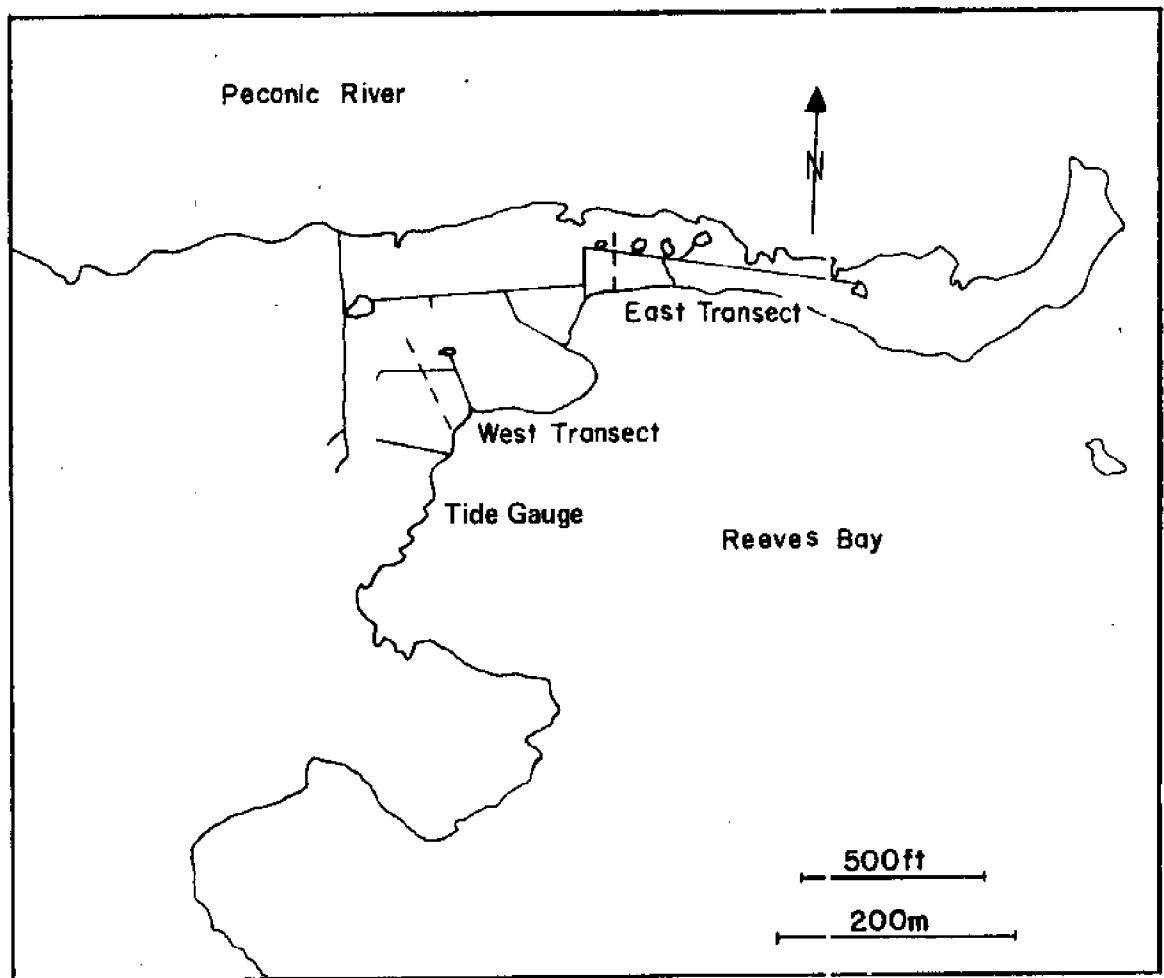 Peconic River
N
East Transect
West Transect
Tide Gauge
Reeves Bay
500ft
200m